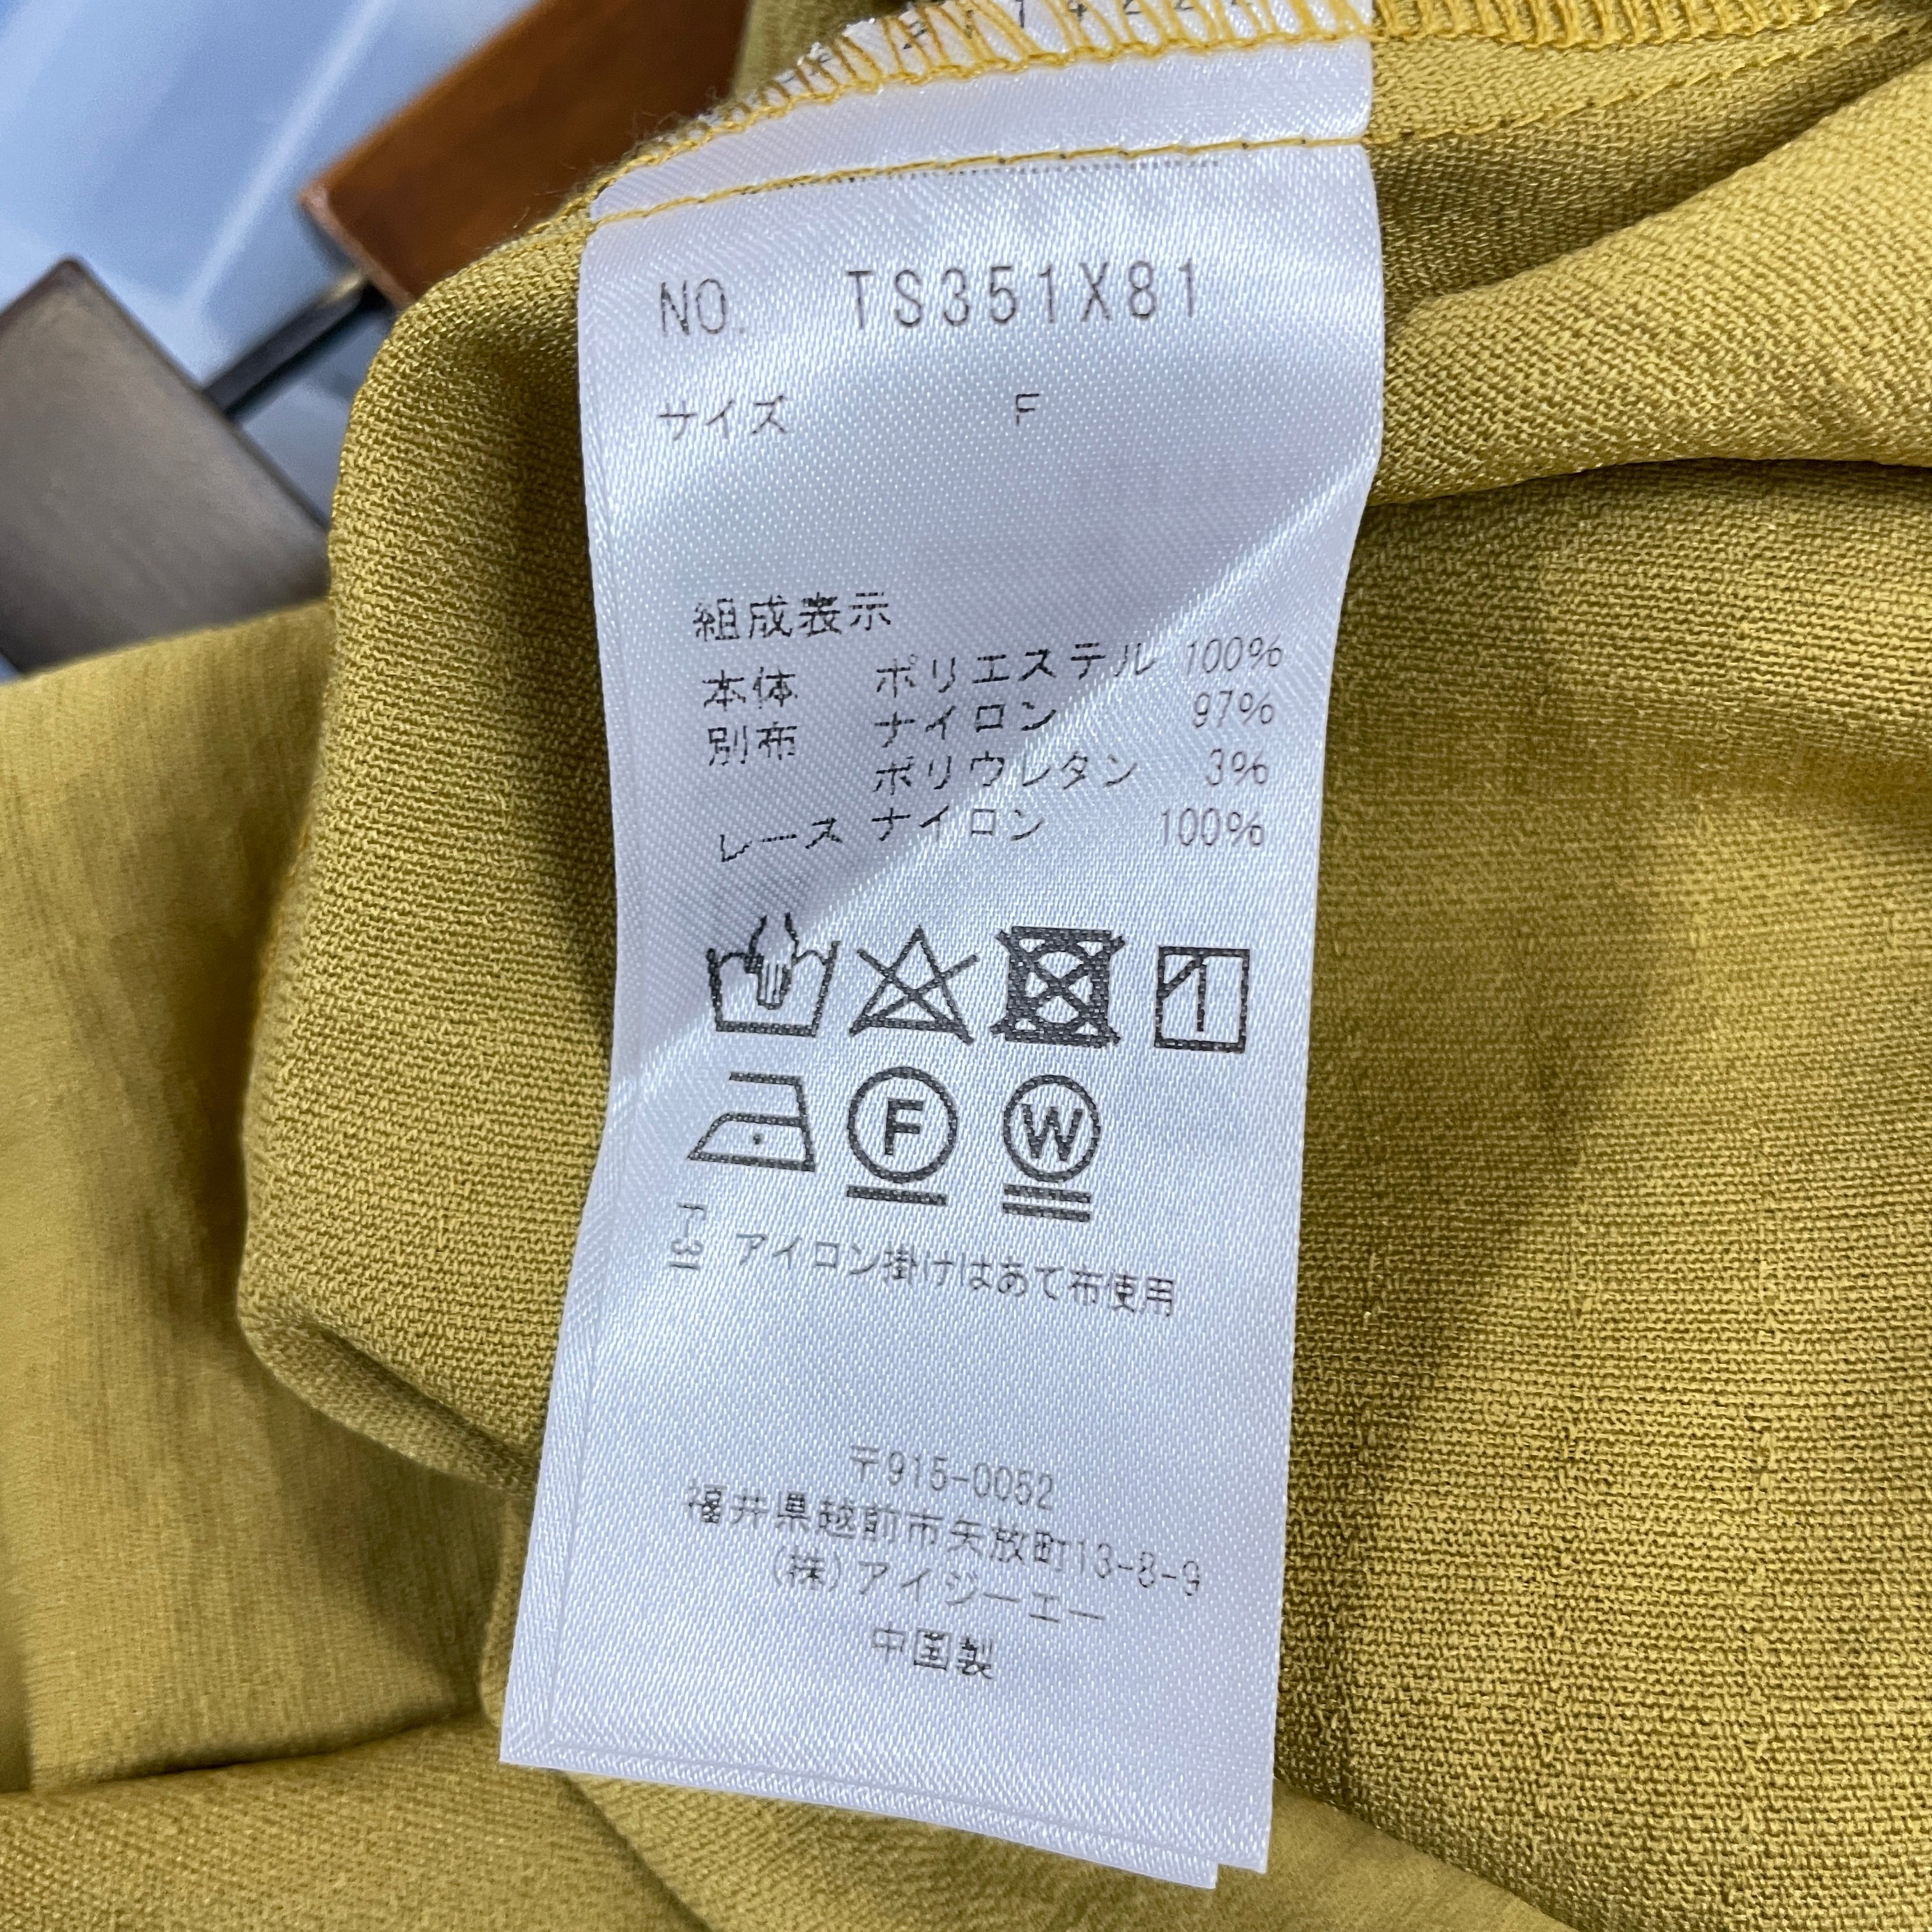 NO. TS351X81
サイズ F
組成表示
本体 ポリエステル 100%
別布 ナイロン 97%
ポリウレタン 3%
レース ナイロン 100%
F W
アイロン掛けはあて布使用
〒915-0052
福井県越前市矢放町13-8-9
(株)アイジーエー
中国製